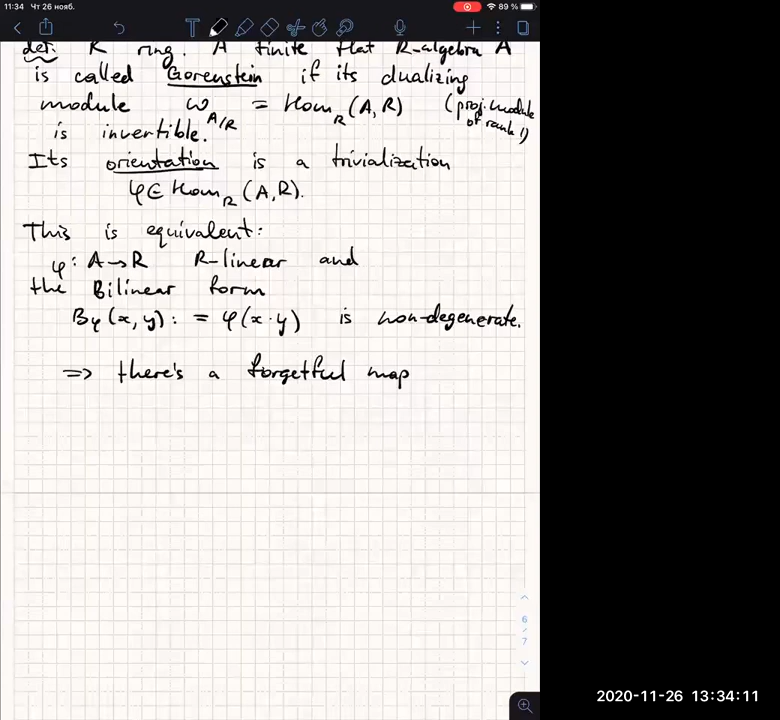 11:34 Чт 26 нояб.
89 %
def: R ring. A finite flat R-algebra A
is called Gorenstein if its dualizing
module ω_{A/R} = Hom_R (A, R) (proj. module of rank 1)
is invertible.
Its orientation is a trivialization
φ ∈ Hom_R (A, R).
This is equivalent:
φ: A → R R-linear and
the Bilinear form
B_φ (x, y) := φ(x·y) is non-degenerate.
=> there's a forgetful map
6
7
2020-11-26 13:34:11